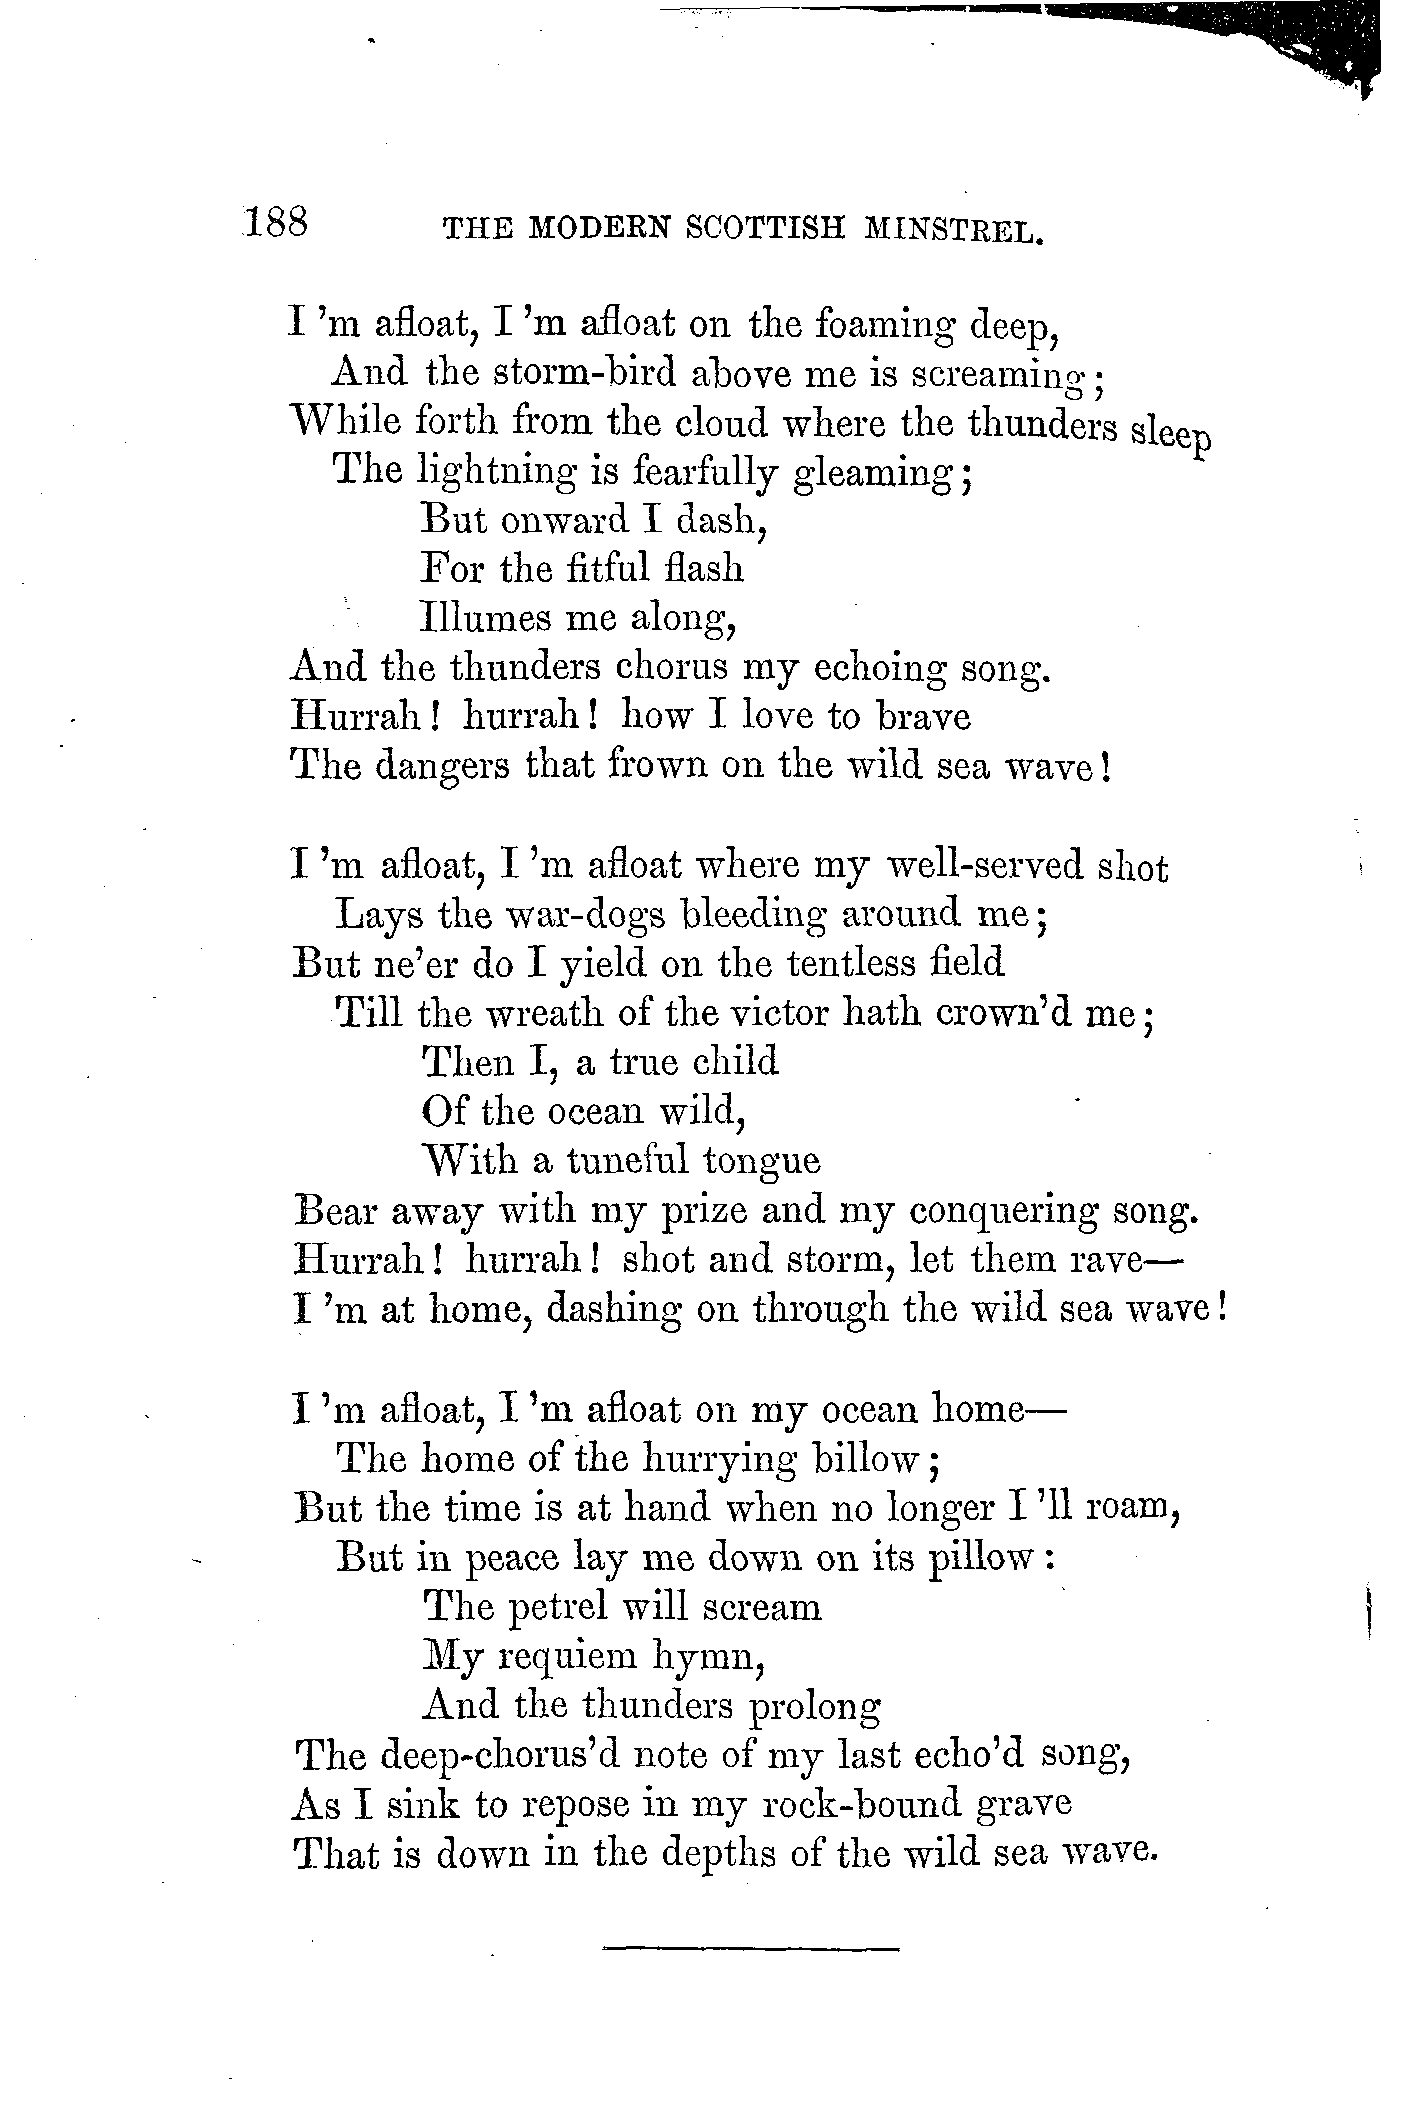 188 THE MODERN SCOTTISH MINSTREL.
I 'm afloat, I 'm afloat on the foaming deep,
And the storm-bird above me is screaming;
While forth from the cloud where the thunders sleep
The lightning is fearfully gleaming;
But onward I dash,
For the fitful flash
Illumes me along,
And the thunders chorus my echoing song.
Hurrah! hurrah! how I love to brave
The dangers that frown on the wild sea wave!
I 'm afloat, I 'm afloat where my well-served shot
Lays the war-dogs bleeding around me;
But ne'er do I yield on the tentless field
Till the wreath of the victor hath crown'd me;
Then I, a true child
Of the ocean wild,
With a tuneful tongue
Bear away with my prize and my conquering song.
Hurrah! hurrah! shot and storm, let them rave—
I 'm at home, dashing on through the wild sea wave!
I 'm afloat, I 'm afloat on my ocean home—
The home of the hurrying billow;
But the time is at hand when no longer I 'll roam,
But in peace lay me down on its pillow:
The petrel will scream
My requiem hymn,
And the thunders prolong
The deep-chorus'd note of my last echo'd song,
As I sink to repose in my rock-bound grave
That is down in the depths of the wild sea wave.